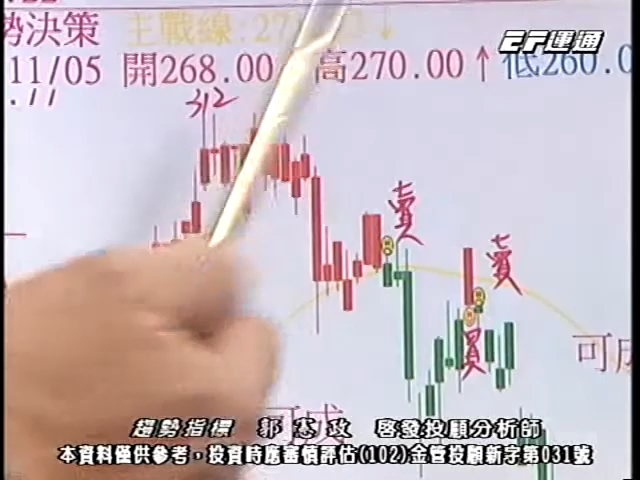 勢決策 主戰線:27
EF運通
11/05 開268.00 高270.00↑ 低260.0
.11
312
賣
賣
買
可成
可成
趨勢指標 郭憲政 啓發投顧分析師
本資料僅供參考，投資時應審慎評估(102)金管投顧新字第031號